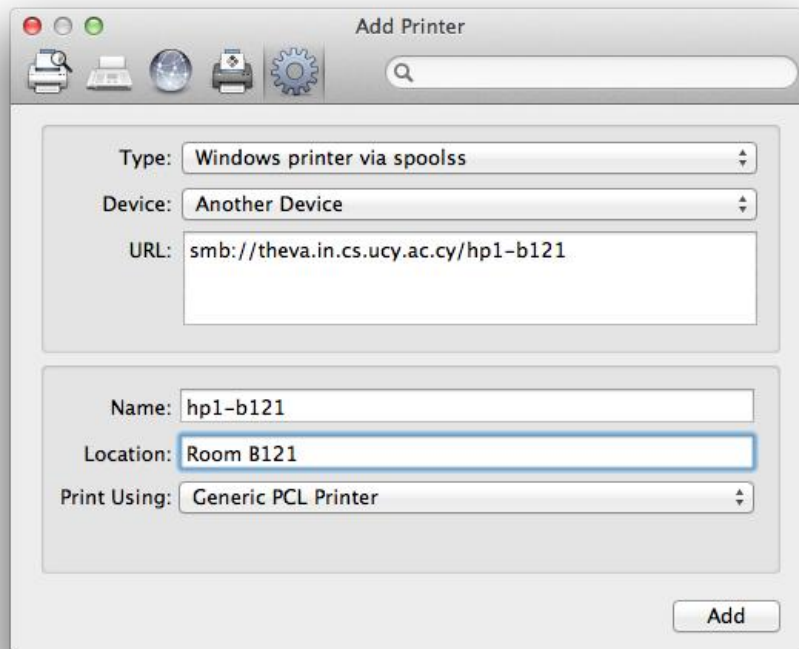 Add Printer
Type: Windows printer via spoolss
Device: Another Device
URL: smb://theva.in.cs.ucy.ac.cy/hp1-b121
Name: hp1-b121
Location: Room B121
Print Using: Generic PCL Printer
Add